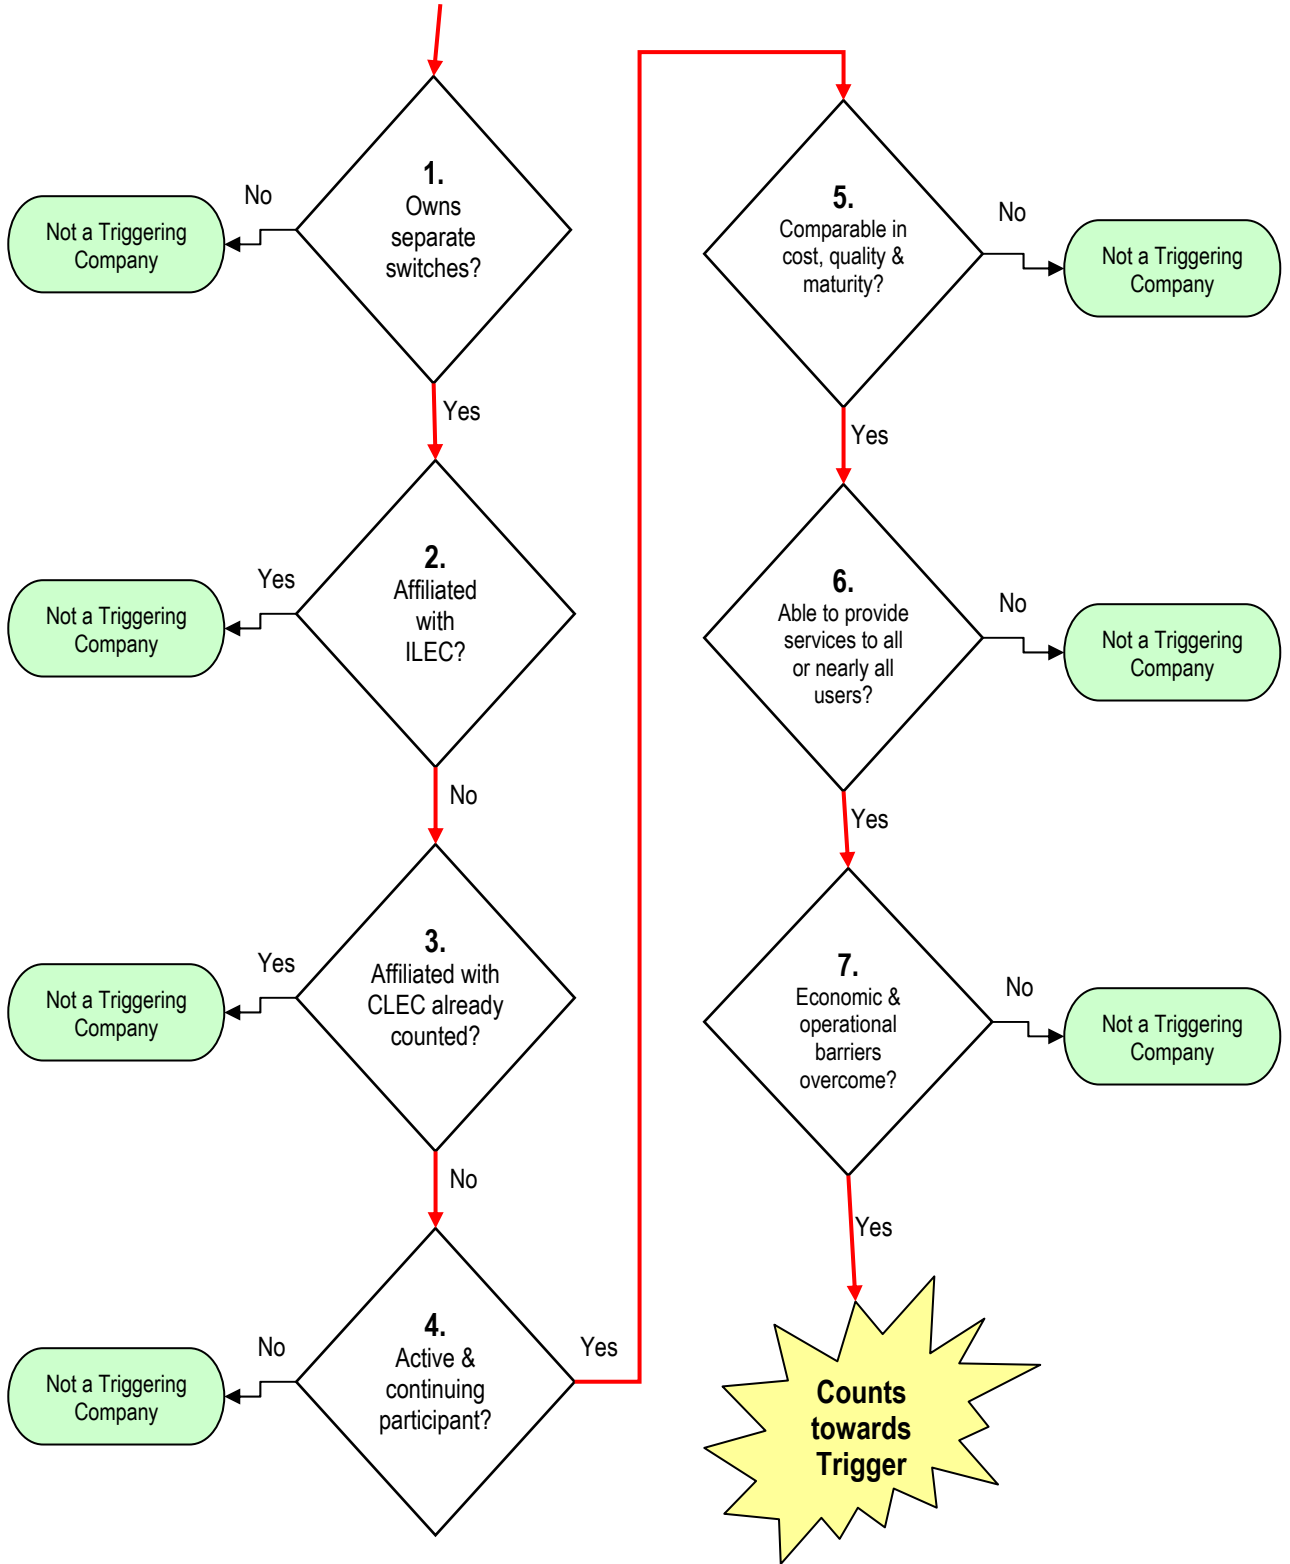 1.
Owns
separate
switches?
No
Not a Triggering
Company
Yes
2.
Affiliated
with
ILEC?
Yes
Not a Triggering
Company
No
3.
Affiliated with
CLEC already
counted?
Yes
Not a Triggering
Company
No
4.
Active &
continuing
participant?
No
Not a Triggering
Company
Yes
5.
Comparable in
cost, quality &
maturity?
No
Not a Triggering
Company
Yes
6.
Able to provide
services to all
or nearly all
users?
No
Not a Triggering
Company
Yes
7.
Economic &
operational
barriers
overcome?
No
Not a Triggering
Company
Yes
Counts
towards
Trigger